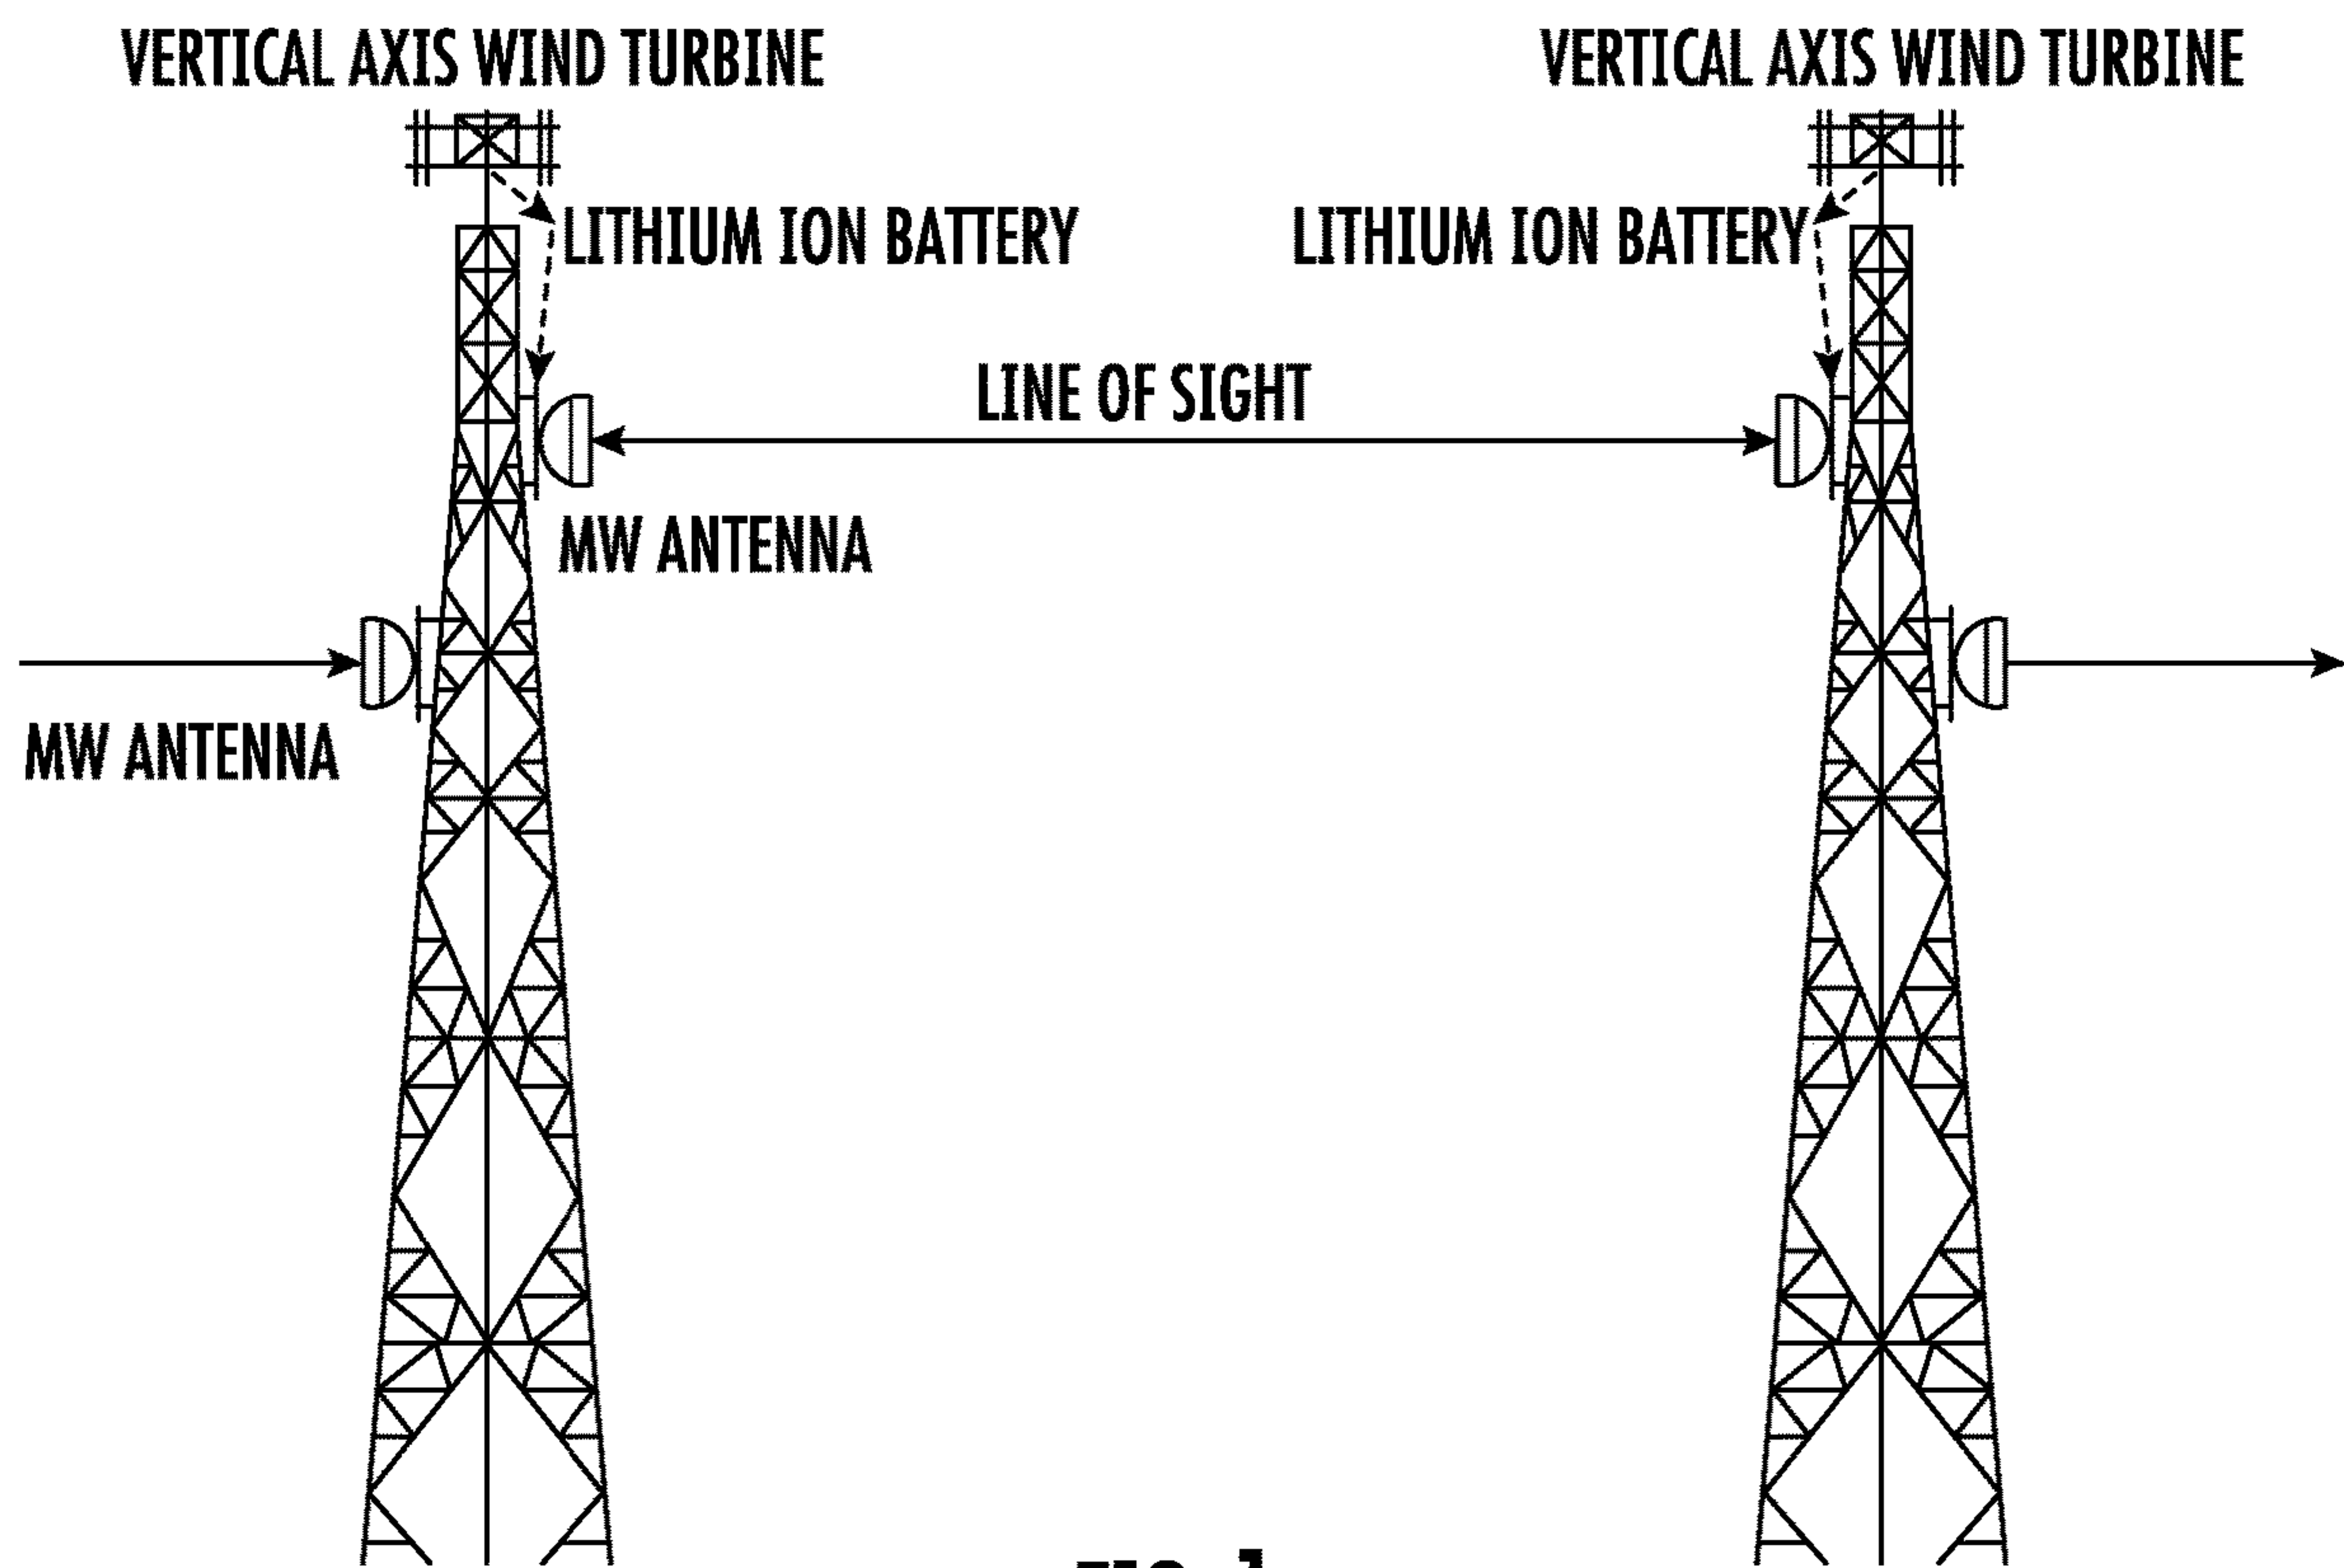 VERTICAL AXIS WIND TURBINE
VERTICAL AXIS WIND TURBINE
LITHIUM ION BATTERY
LITHIUM ION BATTERY
LINE OF SIGHT
MW ANTENNA
MW ANTENNA